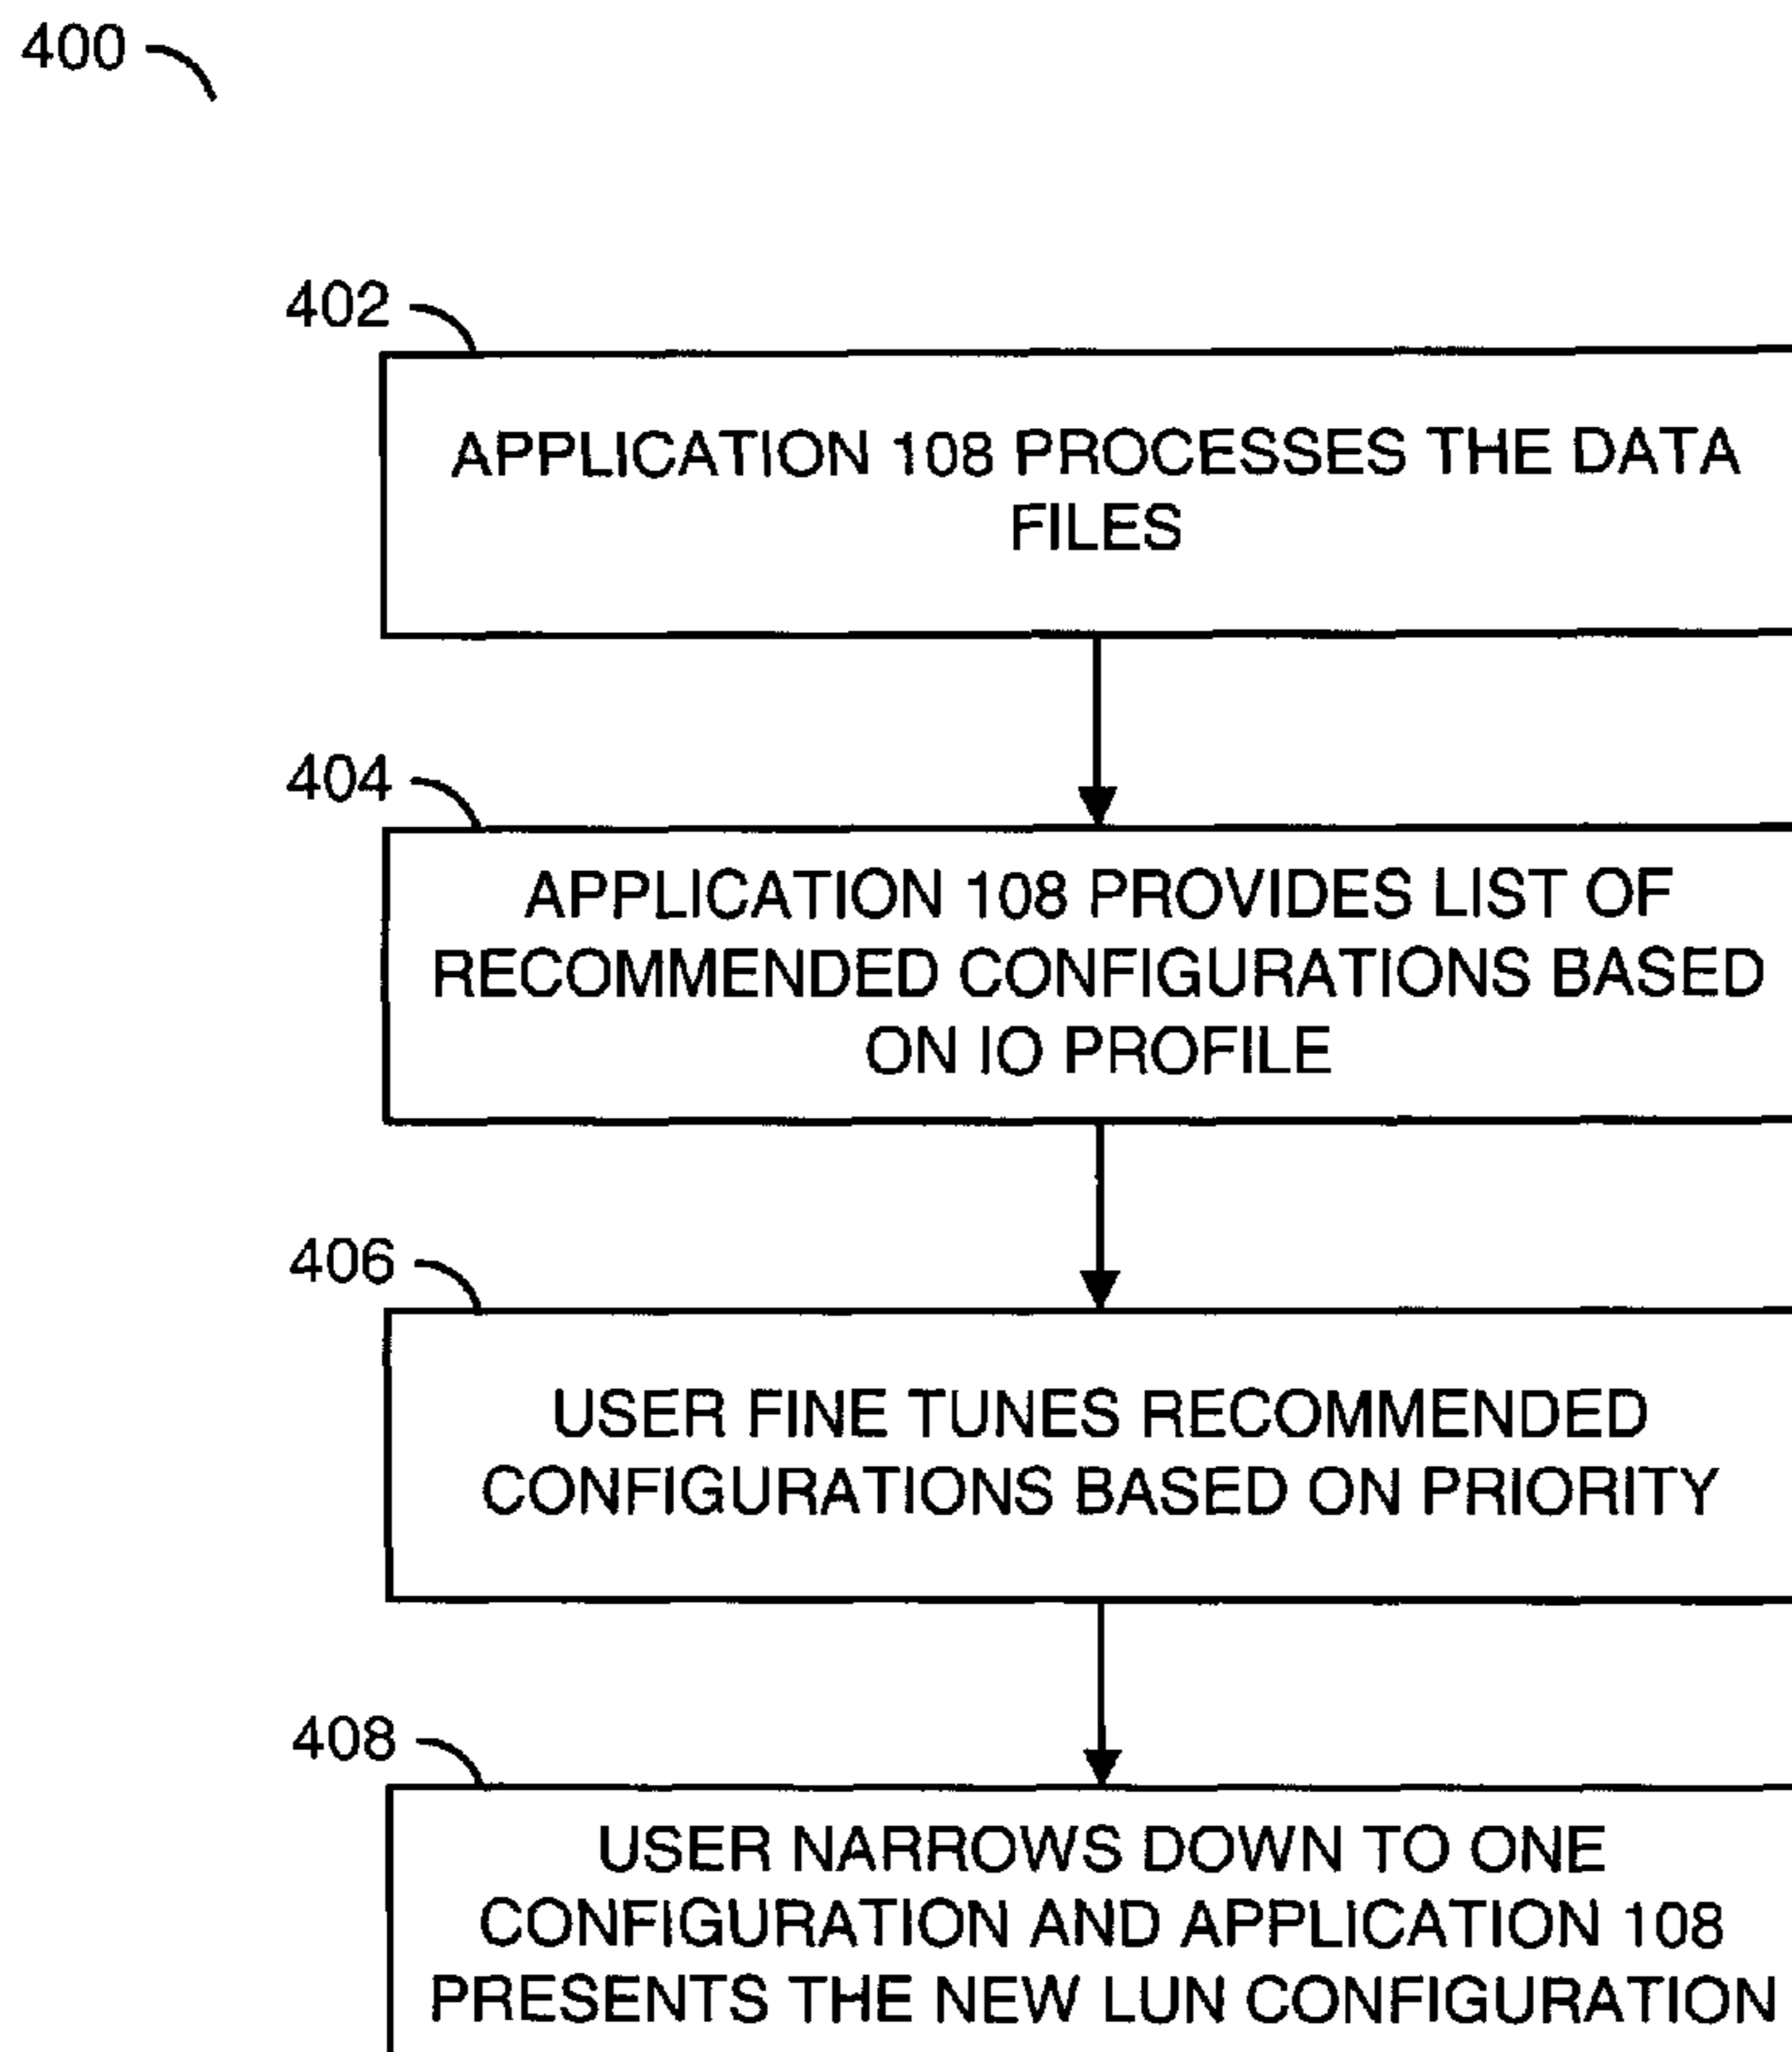 400
402
APPLICATION 108 PROCESSES THE DATA
FILES
404
APPLICATION 108 PROVIDES LIST OF
RECOMMENDED CONFIGURATIONS BASED
ON IO PROFILE
406
USER FINE TUNES RECOMMENDED
CONFIGURATIONS BASED ON PRIORITY
408
USER NARROWS DOWN TO ONE
CONFIGURATION AND APPLICATION 108
PRESENTS THE NEW LUN CONFIGURATION